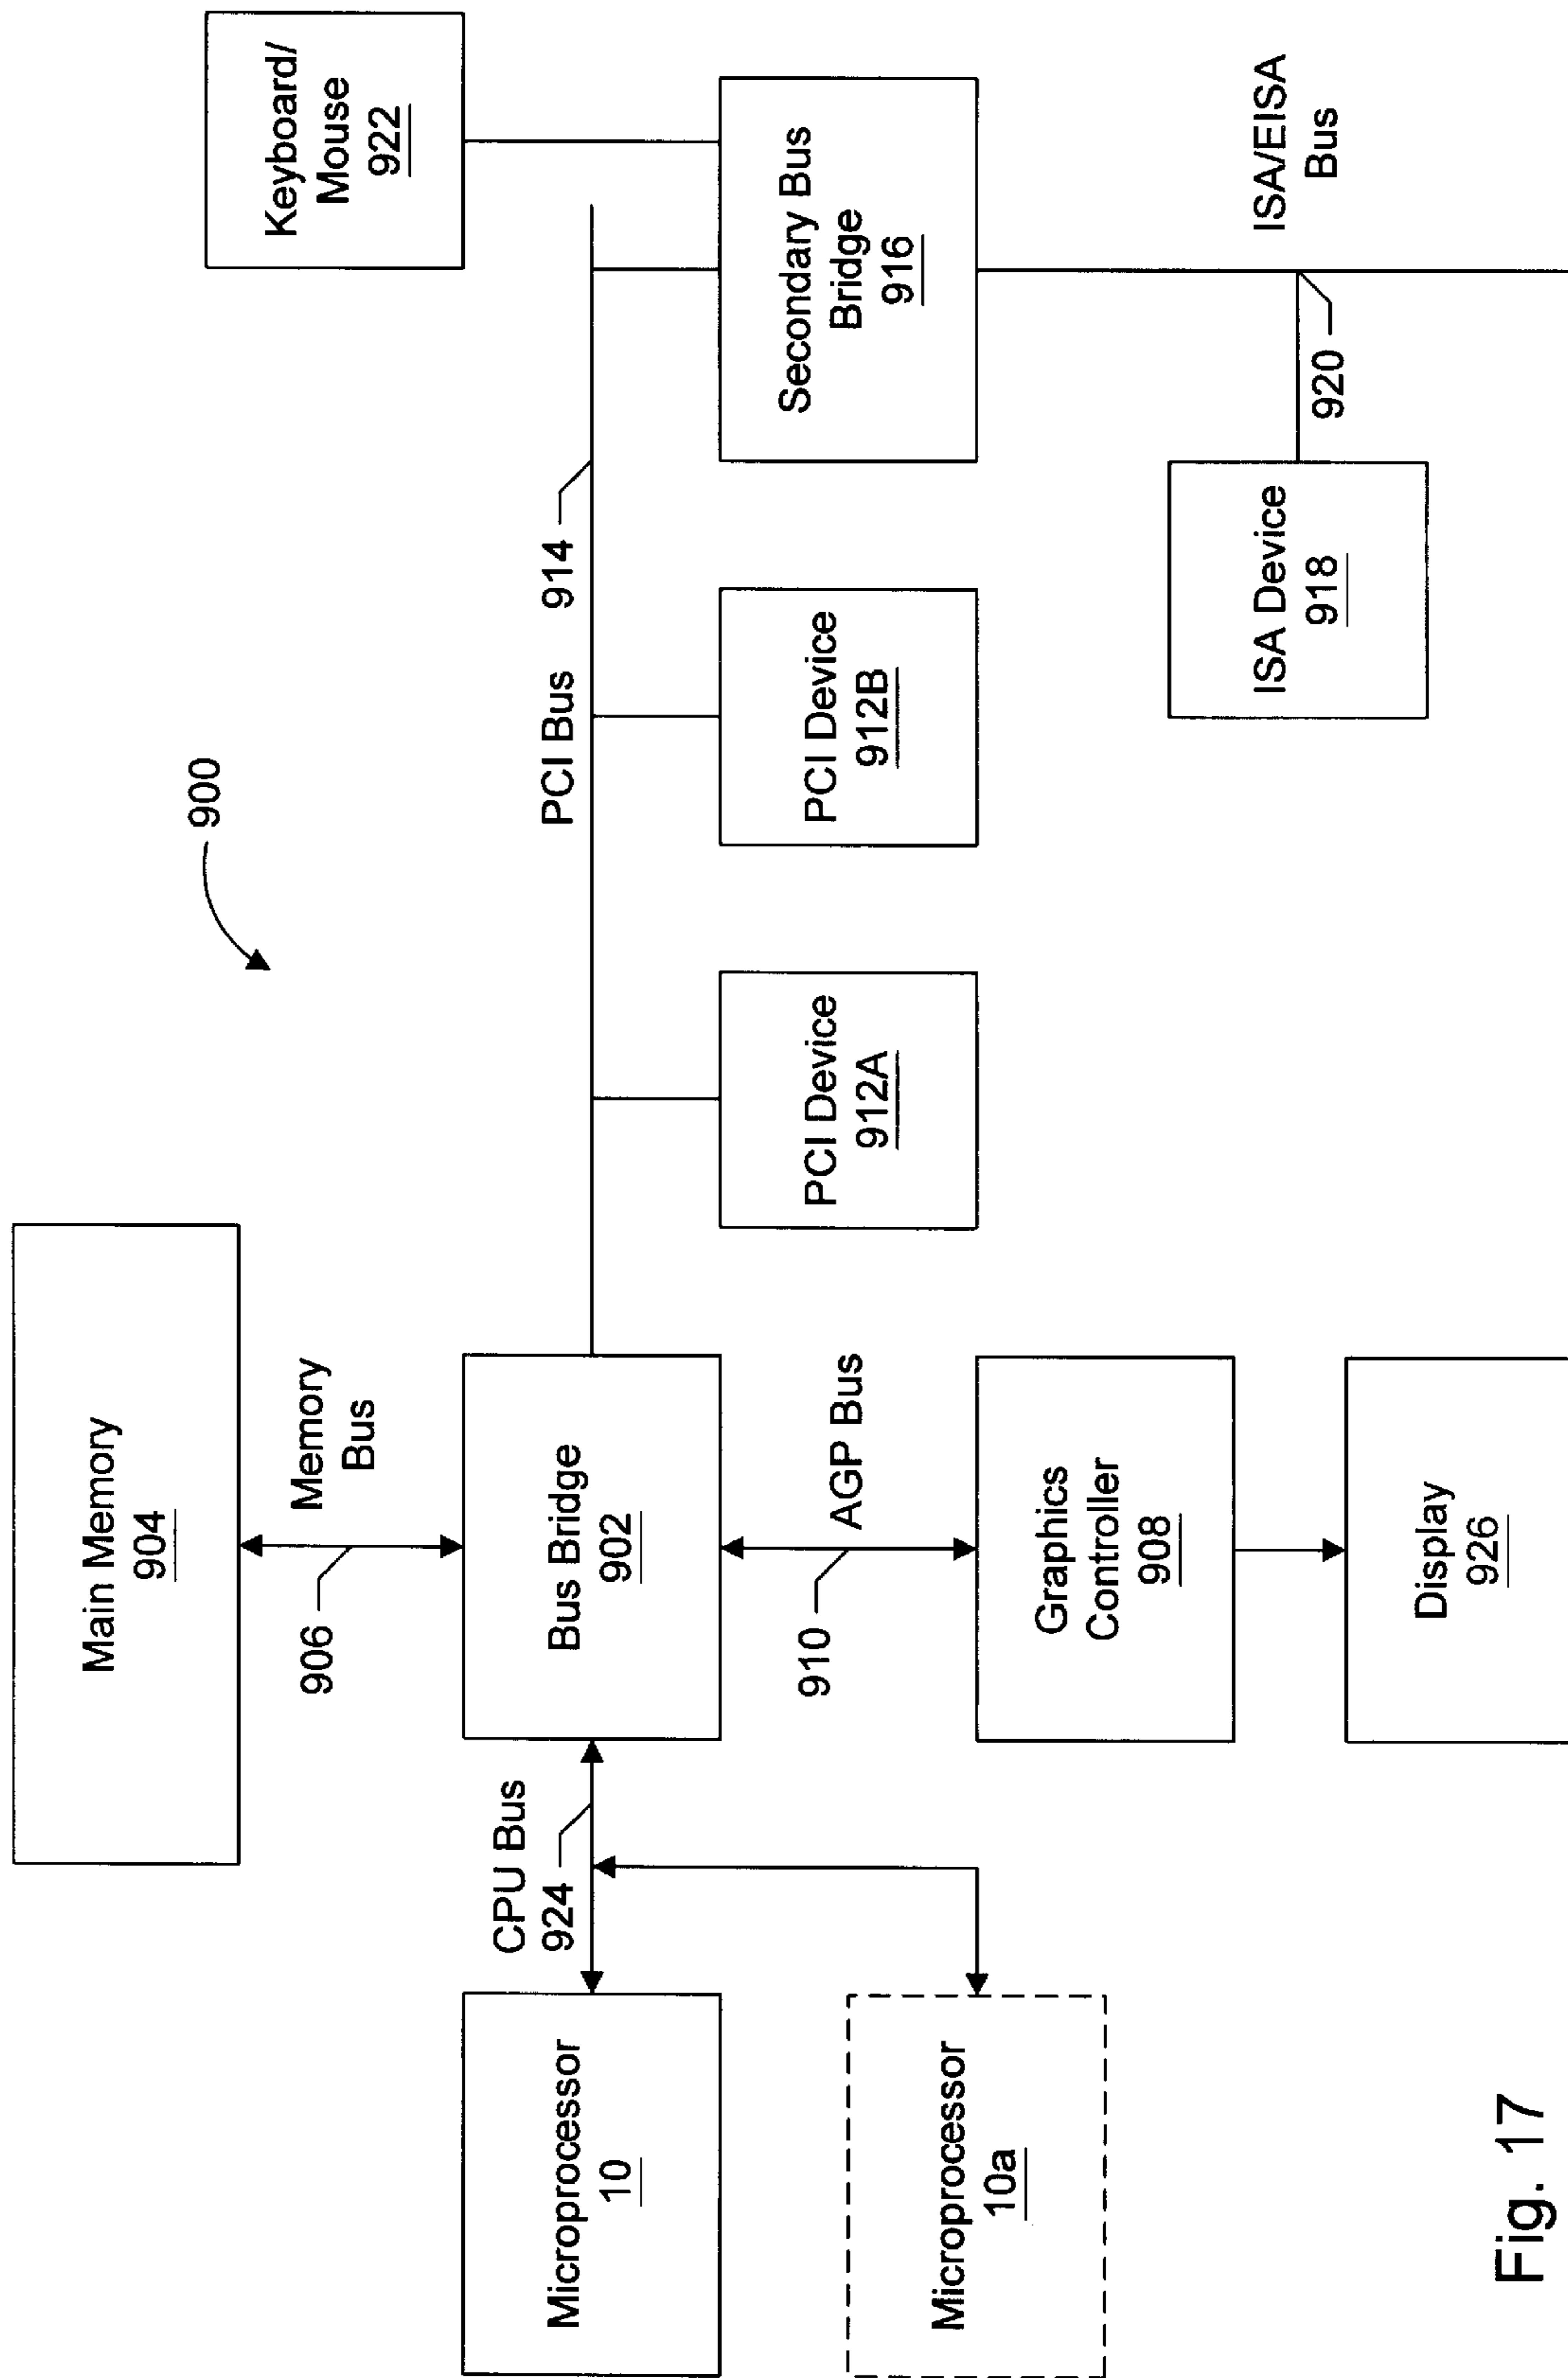 Main Memory
904
Keyboard/
Mouse
922
900
906
Memory
Bus
CPU Bus
924
PCI Bus
914
Microprocessor
10
Bus Bridge
902
PCI Device
912A
PCI Device
912B
Secondary Bus
Bridge
916
910
AGP Bus
Microprocessor
10a
Graphics
Controller
908
ISA Device
918
920
ISA/EISA
Bus
Display
926
Fig. 17